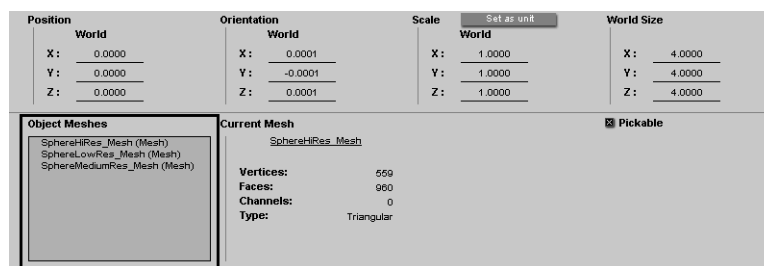 Position Orientation Scale Set as unit World Size
World World World
X: 0.0000 X: 0.0001 X: 1.0000 X: 4.0000
Y: 0.0000 Y: -0.0001 Y: 1.0000 Y: 4.0000
Z: 0.0000 Z: 0.0001 Z: 1.0000 Z: 4.0000
Object Meshes Current Mesh Pickable
SphereHiRes_Mesh (Mesh) SphereHiRes_Mesh
SphereLowRes_Mesh (Mesh)
SphereMediumRes_Mesh (Mesh)
Vertices: 559
Faces: 960
Channels: 0
Type: Triangular